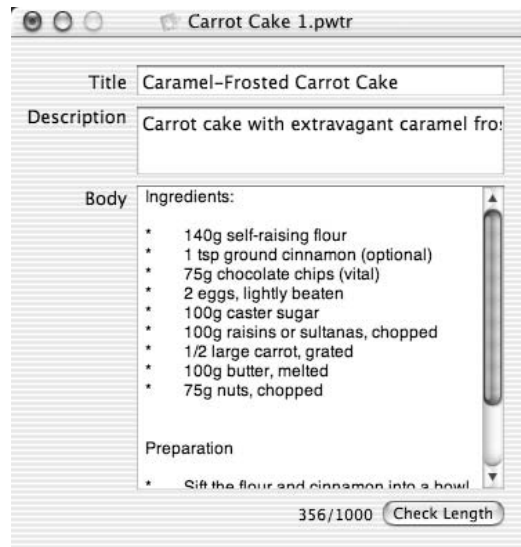 Carrot Cake 1.pwtr
Title Caramel-Frosted Carrot Cake
Description Carrot cake with extravagant caramel
Body Ingredients:
* 140g self-raising flour
* 1 tsp ground cinnamon (optional)
* 75g chocolate chips (vital)
* 2 eggs, lightly beaten
* 100g caster sugar
* 100g raisins or sultanas, chopped
* 1/2 large carrot, grated
* 100g butter, melted
* 75g nuts, chopped
Preparation
* Sift the flour and cinnamon into a bowl
356/1000 Check Length